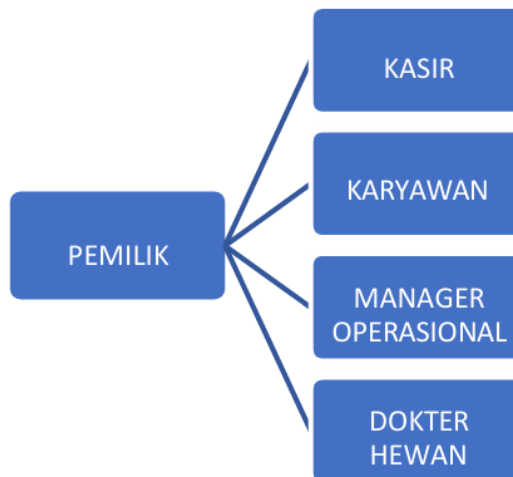 KASIR
KARYAWAN
PEMILIK
MANAGER
OPERASIONAL
DOKTER
HEWAN